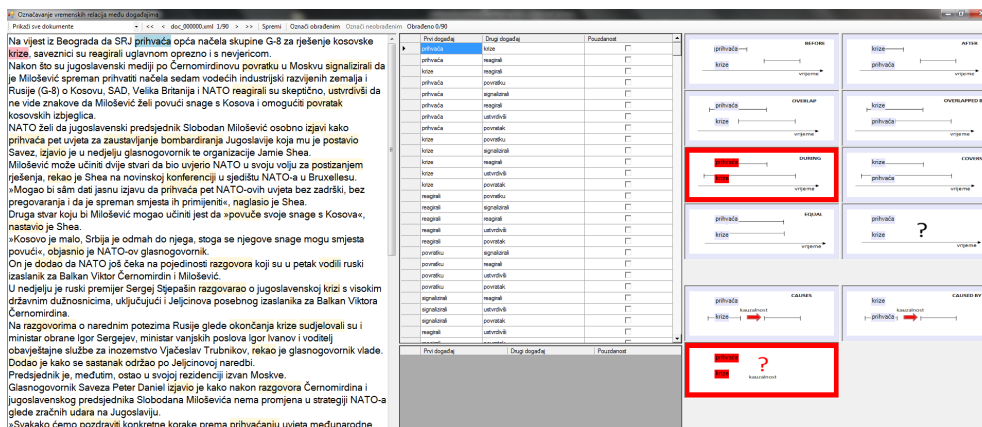 Označavanje vremenskih relacija među događajima
Prikaži sve dokumente << < doc_000000.xml 1/90 > >> Spremi Označi obrađenim Označi neobrađenim Obrađeno 0/90
Na vijest iz Beograda da SRJ prihvaća opća načela skupine G-8 za rješenje kosovske
krize, saveznici su reagirali uglavnom oprezno i s nevjericom.
Nakon što su jugoslavenski mediji po Černomirdinovu povratku u Moskvu signalizirali da
je Milošević spreman prihvatiti načela sedam vodećih industrijski razvijenih zemalja i
Rusije (G-8) o Kosovu, SAD, Velika Britanija i NATO reagirali su skeptično, ustvrdivši da
ne vide znakove da Milošević želi povući snage s Kosova i omogućiti povratak
kosovskih izbjeglica.
NATO želi da jugoslavenski predsjednik Slobodan Milošević osobno izjavi kako
prihvaća pet uvjeta za zaustavljanje bombardiranja Jugoslavije koja mu je postavio
Savez, izjavio je u nedjelju glasnogovornik te organizacije Jamie Shea.
Milošević može učiniti dvije stvari da bio uvjerio NATO u svoju volju za postizanjem
rješenja, rekao je Shea na novinskoj konferenciji u sjedištu NATO-a u Bruxellesu.
»Mogao bi sâm dati jasnu izjavu da prihvaća pet NATO-ovih uvjeta bez zadrški, bez
pregovaranja i da je spreman smjesta ih primijeniti«, naglasio je Shea.
Druga stvar koju bi Milošević mogao učiniti jest da »povuče svoje snage s Kosova«,
nastavio je Shea.
»Kosovo je malo, Srbija je odmah do njega, stoga se njegove snage mogu smjesta
povući«, objasnio je NATO-ov glasnogovornik.
On je dodao da NATO još čeka na pojedinosti razgovora koji su u petak vodili ruski
izaslanik za Balkan Viktor Černomirdin i Milošević.
U nedjelju je ruski premijer Sergej Stjepašin razgovarao o jugoslavenskoj krizi s visokim
državnim dužnosnicima, uključujući i Jeljcinova posebnog izaslanika za Balkan Viktora
Černomirdina.
Na razgovorima o narednim potezima Rusije glede okončanja krize sudjelovali su i
ministar obrane Igor Sergejev, ministar vanjskih poslova Igor Ivanov i voditelj
obavještajne službe za inozemstvo Vjačeslav Trubnikov, rekao je glasnogovornik vlade.
Dodao je kako se sastanak održao po Jeljcinovoj naredbi.
Predsjednik je, međutim, ostao u svojoj rezidenciji izvan Moskve.
Glasnogovornik Saveza Peter Daniel izjavio je kako nakon razgovora Černomirdina i
jugoslavenskog predsjednika Slobodana Miloševića nema promjena u strategiji NATO-a
glede zračnih udara na Jugoslaviju.
»Svakako ćemo pozdraviti konkretne korake prema prihvaćanju uvjeta međunarodne
Prvi događaj Drugi događaj Pouzdanost
prihvaća krize
prihvaća reagirali
krize reagirali
prihvaća povratku
prihvaća signalizirali
prihvaća reagirali
prihvaća ustvrdivši
prihvaća povratak
krize povratku
krize signalizirali
krize reagirali
krize ustvrdivši
krize povratak
reagirali povratku
reagirali signalizirali
reagirali reagirali
reagirali ustvrdivši
reagirali povratak
povratku signalizirali
povratku reagirali
povratku ustvrdivši
povratku povratak
signalizirali reagirali
signalizirali ustvrdivši
signalizirali povratak
reagirali ustvrdivši
Prvi događaj Drugi događaj Pouzdanost
BEFORE
prihvaća
krize
vrijeme
AFTER
krize
prihvaća
vrijeme
OVERLAP
prihvaća
krize
vrijeme
OVERLAPPED B
krize
prihvaća
vrijeme
DURING
prihvaća
krize
vrijeme
COVERS
krize
prihvaća
vrijeme
EQUAL
prihvaća
krize
vrijeme
prihvaća
krize
?
vrijeme
CAUSES
prihvaća
kauzalnost
krize
CAUSED BY
krize
kauzalnost
prihvaća
prihvaća
krize
?
kauzalnost